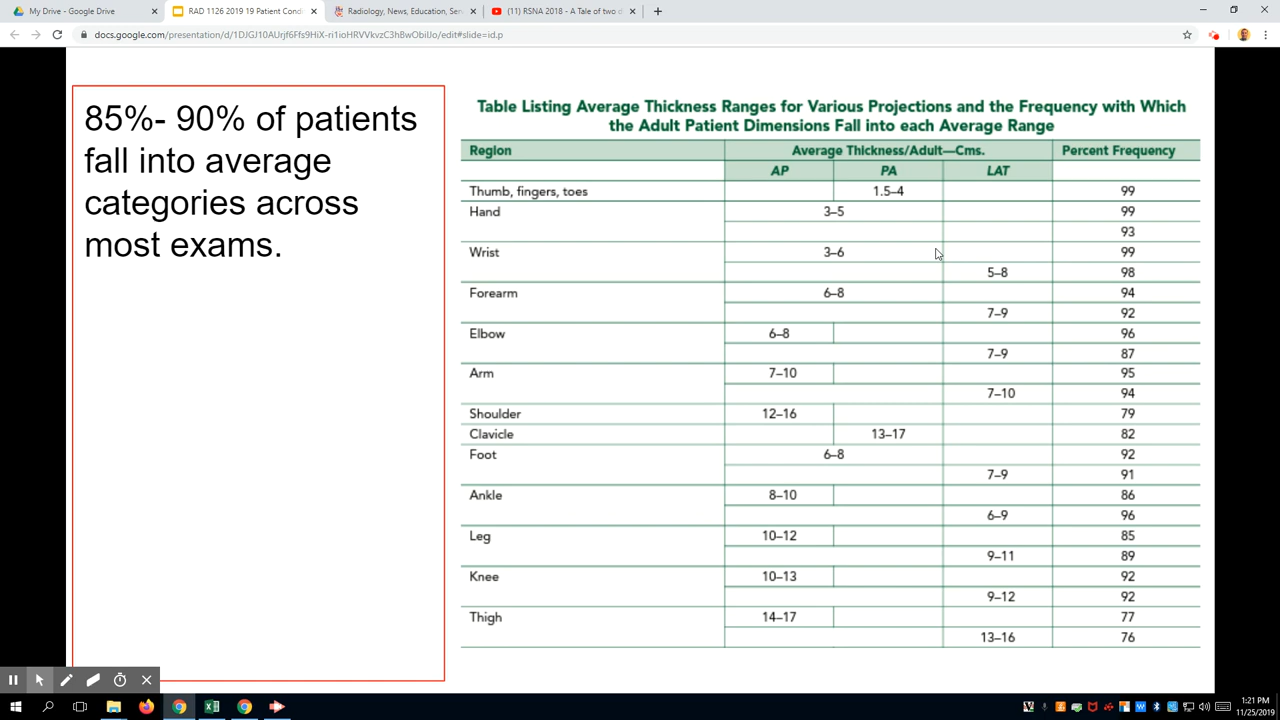 My Drive - Google Drive
RAD 1126 2019 19 Patient Condi
Radiology, News, Education, Ser
(11) RSNA 2018 - A Tale of two d
docs.google.com/presentation/d/1DJGJ10AUrjf6Ffs9HiX-ri1ioHRVVkvzC3hBwObiIJo/edit#slide=id.p
85%- 90% of patients
fall into average
categories across
most exams.
Table Listing Average Thickness Ranges for Various Projections and the Frequency with Which
the Adult Patient Dimensions Fall into each Average Range
Region Average Thickness/Adult—Cms. Percent Frequency
AP PA LAT
Thumb, fingers, toes 1.5–4 99
Hand 3–5 99
93
Wrist 3–6 99
5–8 98
Forearm 6–8 94
7–9 92
Elbow 6–8 96
7–9 87
Arm 7–10 95
7–10 94
Shoulder 12–16 79
Clavicle 13–17 82
Foot 6–8 92
7–9 91
Ankle 8–10 86
6–9 96
Leg 10–12 85
9–11 89
Knee 10–13 92
9–12 92
Thigh 14–17 77
13–16 76
1:21 PM
11/25/2019